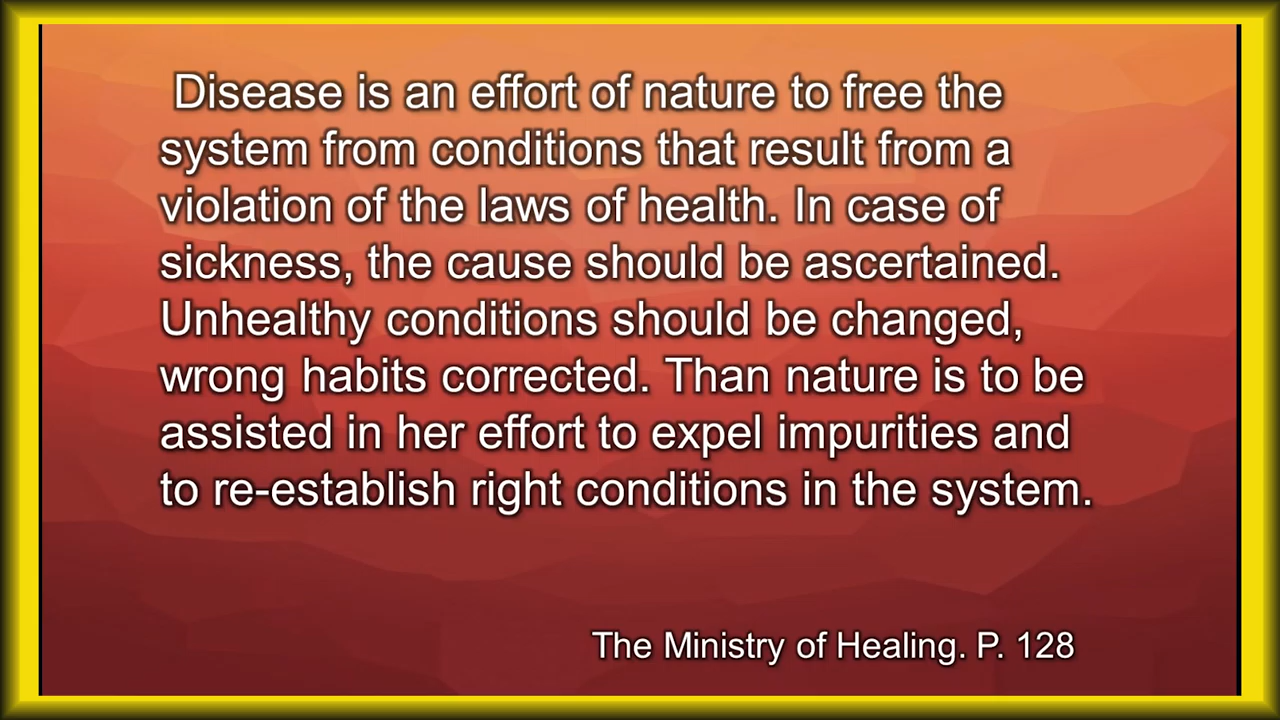 Disease is an effort of nature to free the
system from conditions that result from a
violation of the laws of health. In case of
sickness, the cause should be ascertained.
Unhealthy conditions should be changed,
wrong habits corrected. Than nature is to be
assisted in her effort to expel impurities and
to re-establish right conditions in the system.
The Ministry of Healing. P. 128